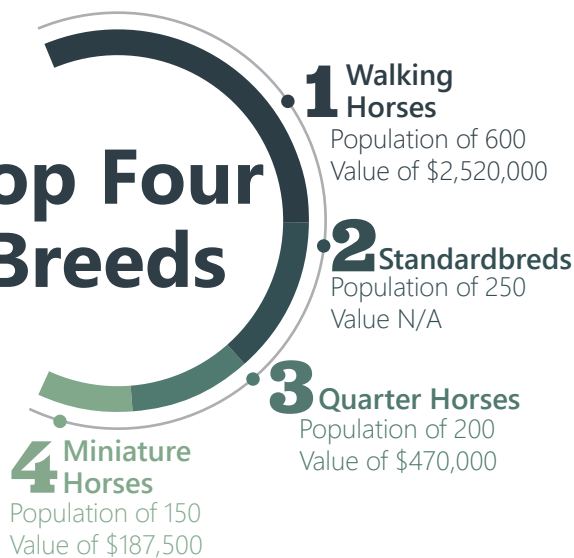 op Four
Breeds
1 Walking
Horses
Population of 600
Value of $2,520,000
2 Standardbreds
Population of 250
Value N/A
3 Quarter Horses
Population of 200
Value of $470,000
4 Miniature
Horses
Population of 150
Value of $187,500